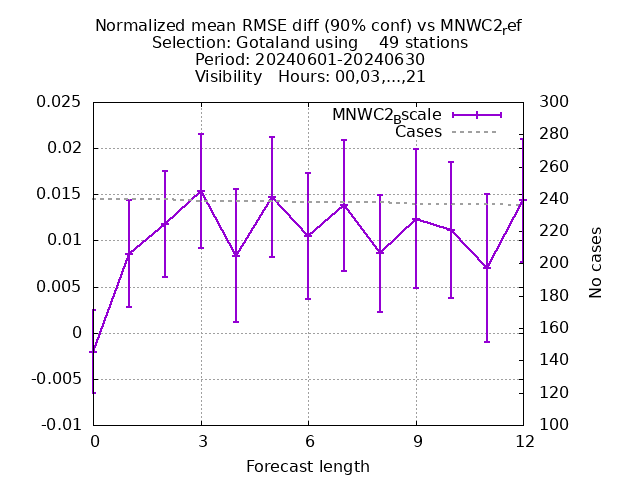 Normalized mean RMSE diff (90% conf) vs MNWC2ref
Selection: Gotaland using    49 stations
Period: 20240601-20240630
Visibility   Hours: 00,03,...,21
MNWC2Bscale
Cases
0.025
0.02
0.015
0.01
0.005
0
-0.005
-0.01
300
280
260
240
220
200
180
160
140
120
100
No cases
0 3 6 9 12
Forecast length